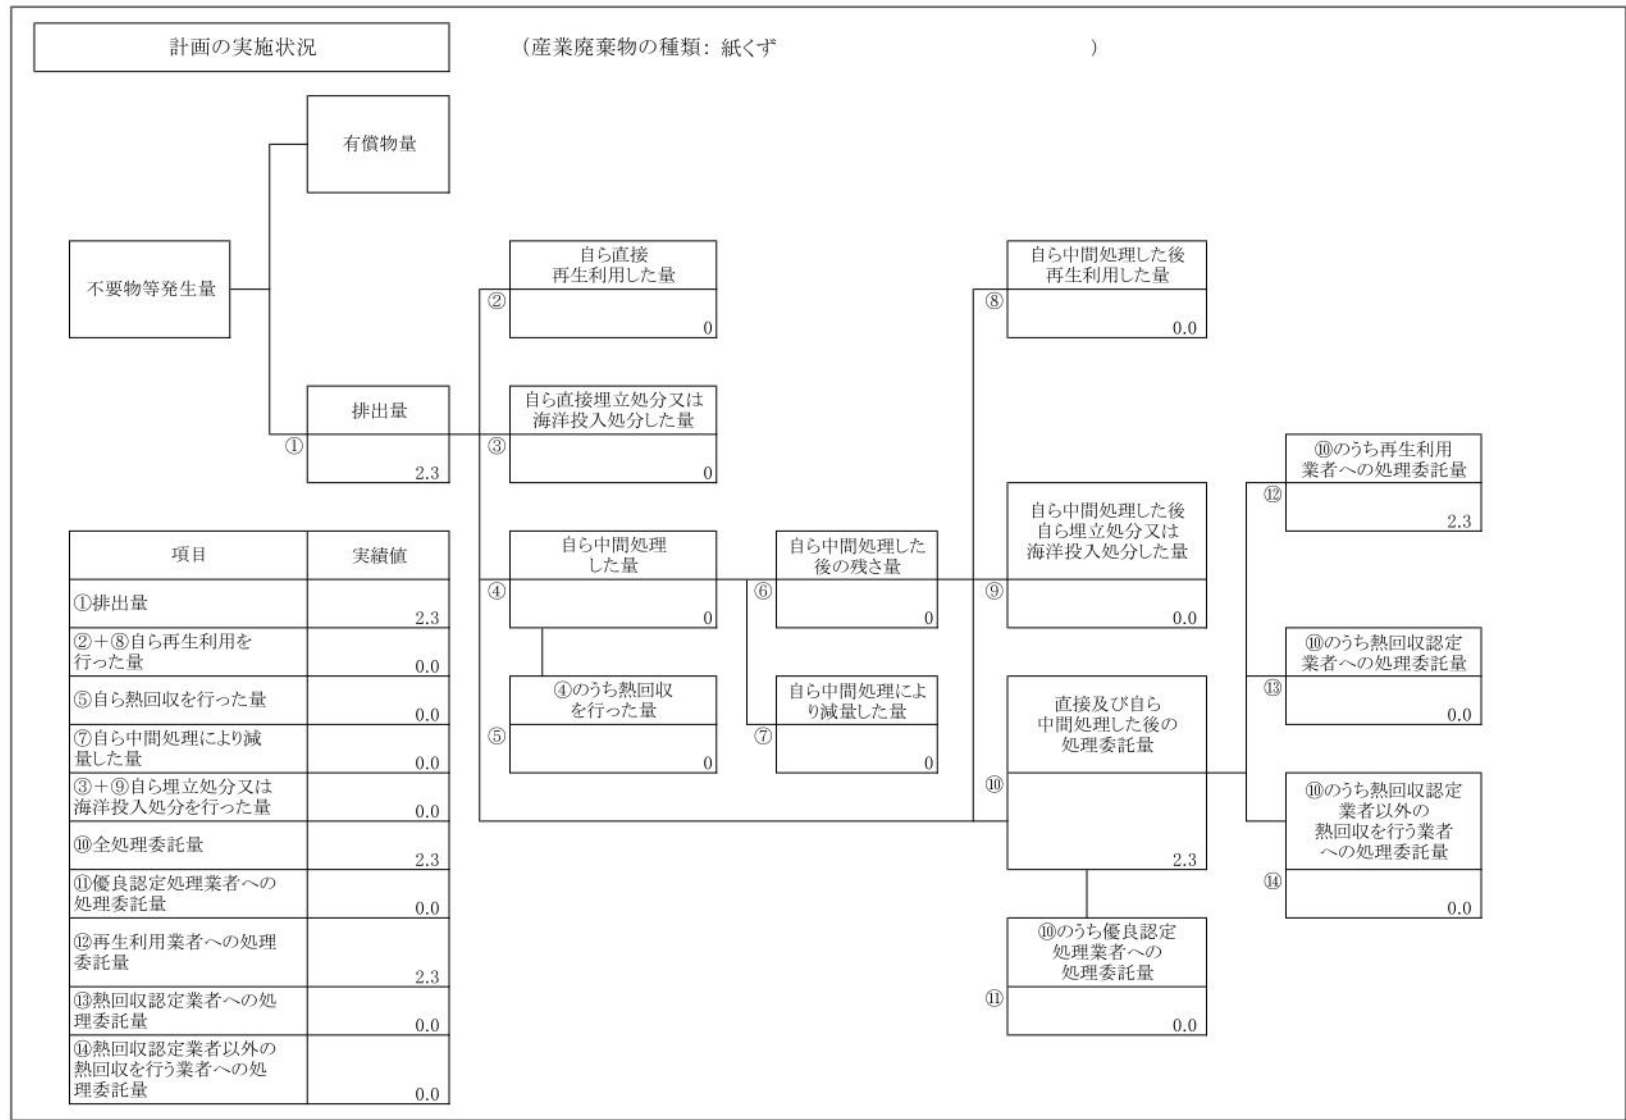 計画の実施状況
(産業廃棄物の種類: 紙くず )
有償物量
不要物等発生量
排出量
①
2.3
自ら直接
再生利用した量
②
0
自ら直接埋立処分又は
海洋投入処分した量
③
0
自ら中間処理
した量
④
0
④のうち熱回収
を行った量
⑤
0
自ら中間処理した
後の残さ量
⑥
0
自ら中間処理によ
り減量した量
⑦
0
自ら中間処理した後
再生利用した量
⑧
0.0
自ら中間処理した後
自ら埋立処分又は
海洋投入処分した量
⑨
0.0
直接及び自ら
中間処理した後の
処理委託量
⑩
2.3
⑩のうち優良認定
処理業者への
処理委託量
⑪
0.0
⑩のうち再生利用
業者への処理委託量
⑫
2.3
⑩のうち熱回収認定
業者への処理委託量
⑬
0.0
⑩のうち熱回収認定
業者以外の
熱回収を行う業者
への処理委託量
⑭
0.0
項目 実績値
①排出量
2.3
②+⑧自ら再生利用を
行った量
0.0
⑤自ら熱回収を行った量
0.0
⑦自ら中間処理により減
量した量
0.0
③+⑨自ら埋立処分又は
海洋投入処分を行った量
0.0
⑩全処理委託量
2.3
⑪優良認定処理業者への
処理委託量
0.0
⑫再生利用業者への処理
委託量
2.3
⑬熱回収認定業者への処
理委託量
0.0
⑭熱回収認定業者以外の
熱回収を行う業者への処
理委託量
0.0